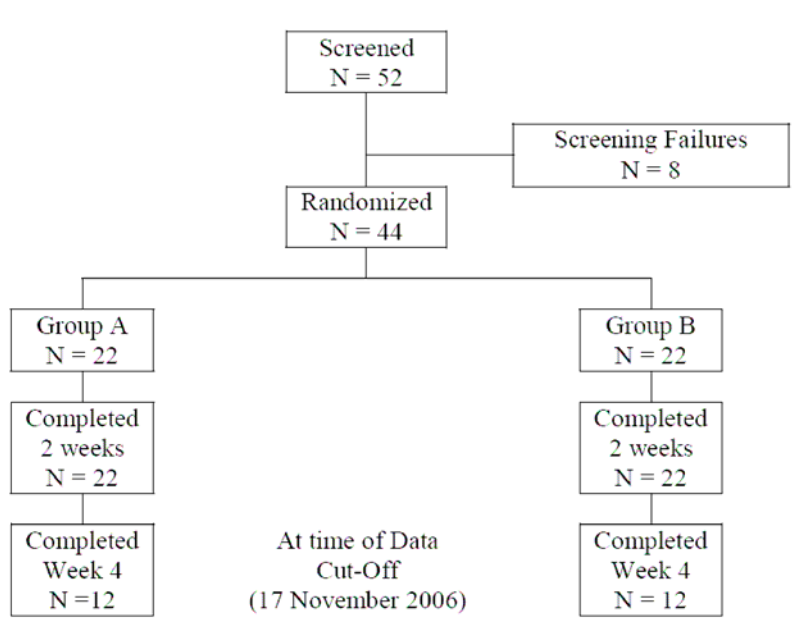 Screened
N = 52
Screening Failures
N = 8
Randomized
N = 44
Group A
N = 22
Group B
N = 22
Completed
2 weeks
N = 22
Completed
2 weeks
N = 22
Completed
Week 4
N =12
At time of Data
Cut-Off
(17 November 2006)
Completed
Week 4
N = 12